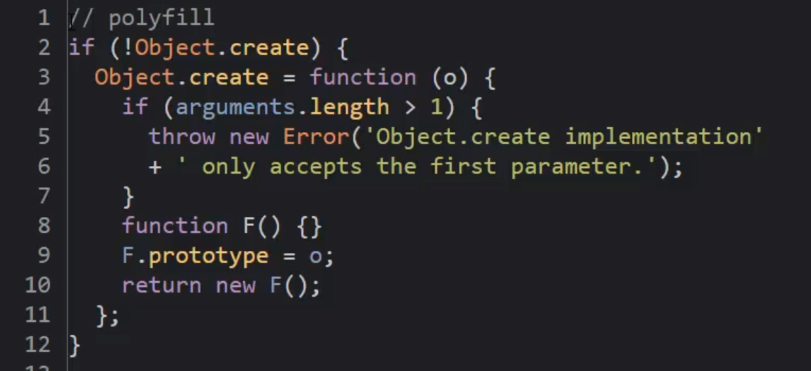 1 // polyfill
2 if (!Object.create) {
3 Object.create = function (o) {
4 if (arguments.length > 1) {
5 throw new Error('Object.create implementation'
6 + ' only accepts the first parameter.');
7 }
8 function F() {}
9 F.prototype = o;
10 return new F();
11 };
12 }